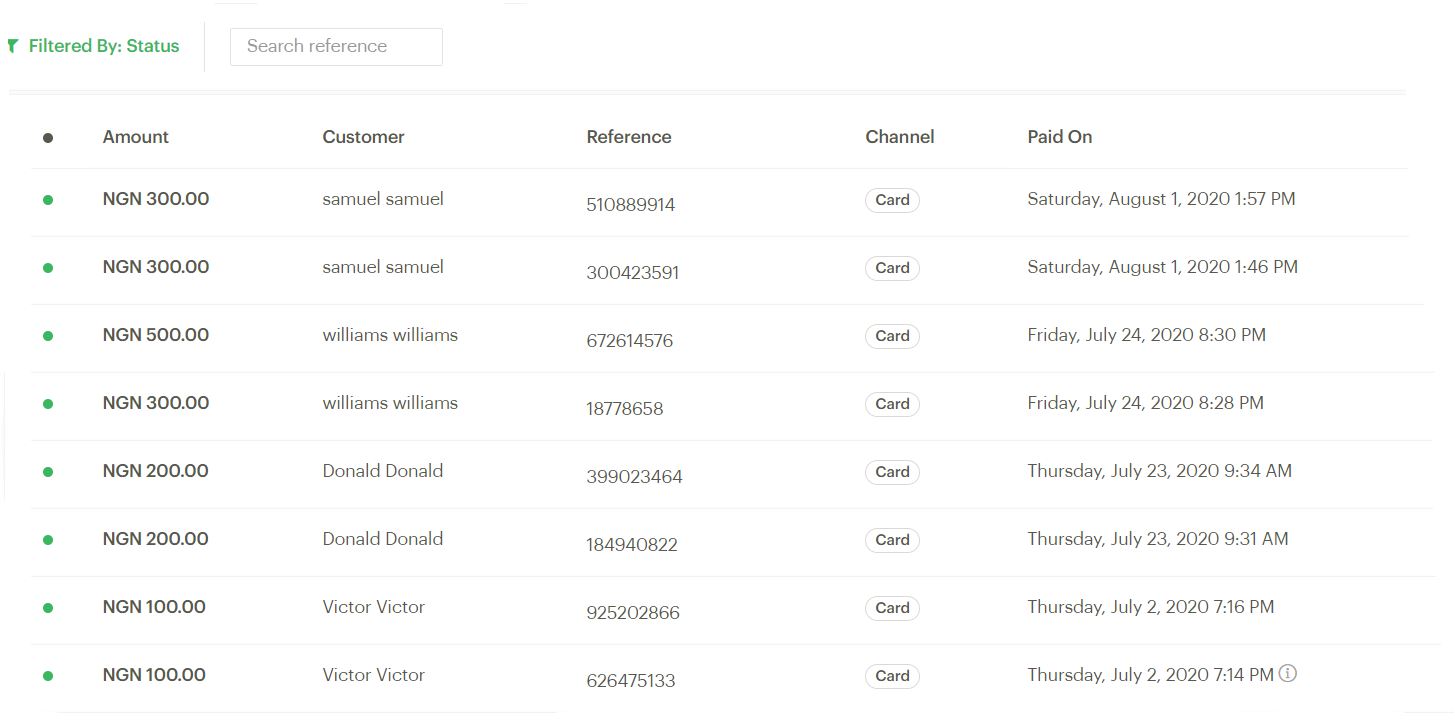 Filtered By: Status Search reference
Amount Customer Reference Channel Paid On
NGN 300.00 samuel samuel 510889914 Card Saturday, August 1, 2020 1:57 PM
NGN 300.00 samuel samuel 300423591 Card Saturday, August 1, 2020 1:46 PM
NGN 500.00 williams williams 672614576 Card Friday, July 24, 2020 8:30 PM
NGN 300.00 williams williams 18778658 Card Friday, July 24, 2020 8:28 PM
NGN 200.00 Donald Donald 399023464 Card Thursday, July 23, 2020 9:34 AM
NGN 200.00 Donald Donald 184940822 Card Thursday, July 23, 2020 9:31 AM
NGN 100.00 Victor Victor 925202866 Card Thursday, July 2, 2020 7:16 PM
NGN 100.00 Victor Victor 626475133 Card Thursday, July 2, 2020 7:14 PM